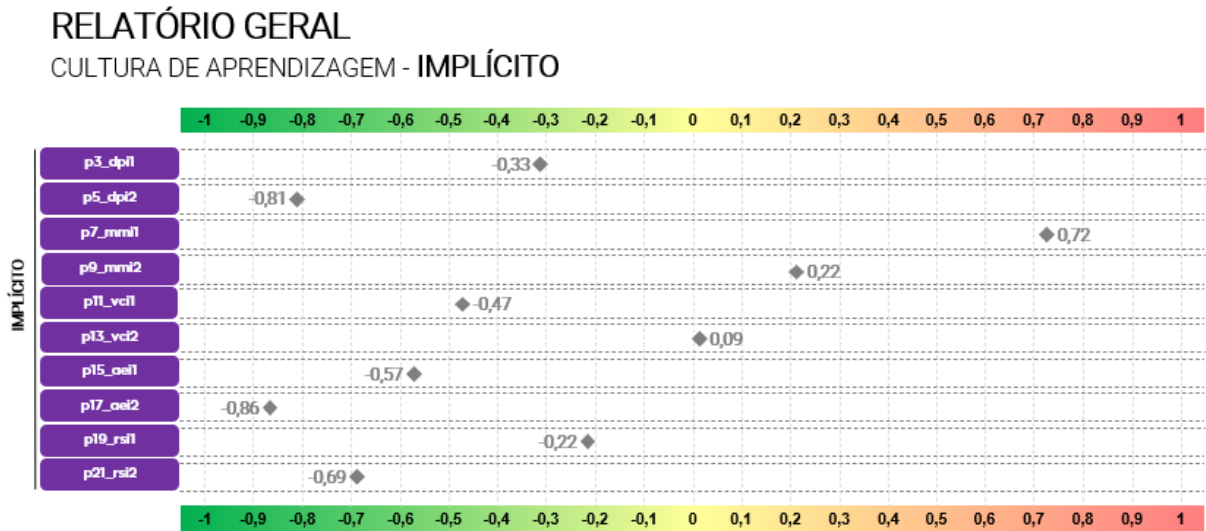 RELATÓRIO GERAL
CULTURA DE APRENDIZAGEM - IMPLÍCITO
-1 -0,9 -0,8 -0,7 -0,6 -0,5 -0,4 -0,3 -0,2 -0,1 0 0,1 0,2 0,3 0,4 0,5 0,6 0,7 0,8 0,9 1
IMPLÍCITO
p3_dpi1 -0,33
p5_dpi2 -0,81
p7_mmi1 0,72
p9_mmi2 0,22
p11_vci1 -0,47
p13_vci2 0,09
p15_aei1 -0,57
p17_aei2 -0,86
p19_rsi1 -0,22
p21_rsi2 -0,69
-1 -0,9 -0,8 -0,7 -0,6 -0,5 -0,4 -0,3 -0,2 -0,1 0 0,1 0,2 0,3 0,4 0,5 0,6 0,7 0,8 0,9 1